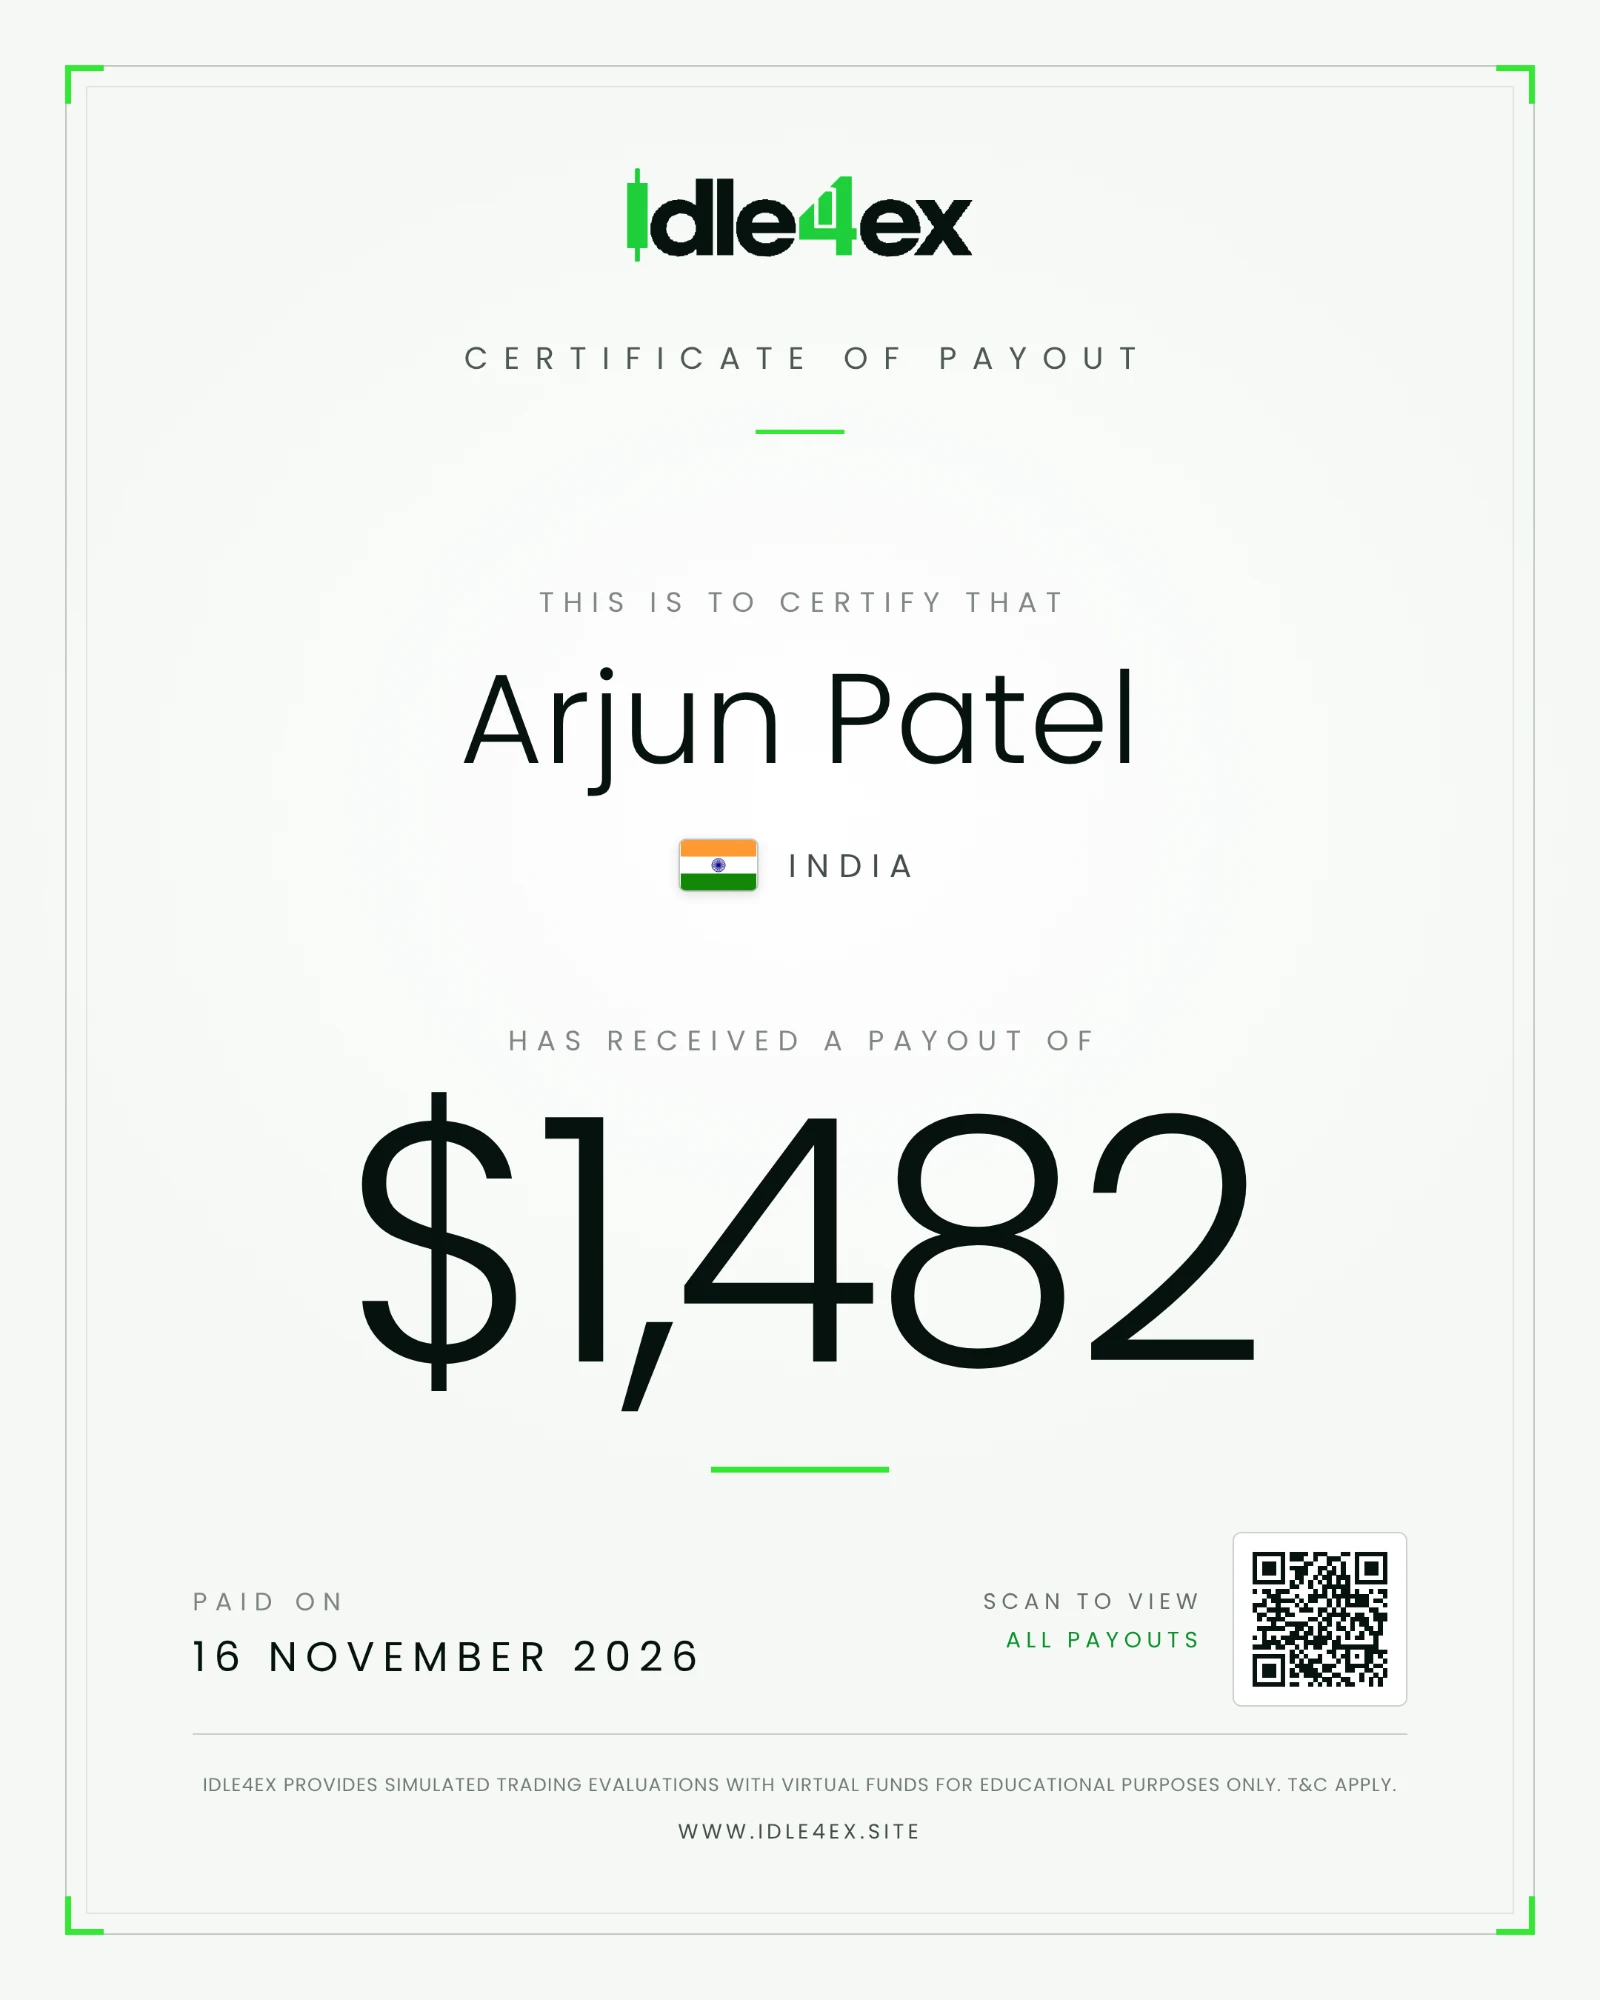 Idle4ex
CERTIFICATE OF PAYOUT
THIS IS TO CERTIFY THAT
Arjun Patel
INDIA
HAS RECEIVED A PAYOUT OF
$1,482
PAID ON
16 NOVEMBER 2026
SCAN TO VIEW
ALL PAYOUTS
IDLE4EX PROVIDES SIMULATED TRADING EVALUATIONS WITH VIRTUAL FUNDS FOR EDUCATIONAL PURPOSES ONLY. T&C APPLY.
WWW.IDLE4EX.SITE